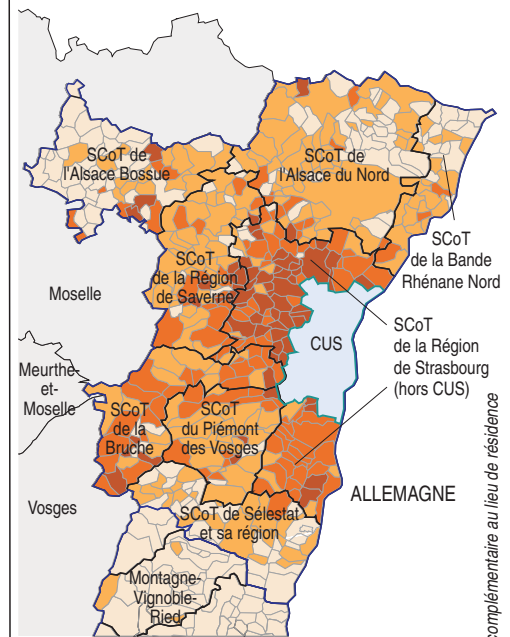 SCoT de
l'Alsace Bossue
SCoT de
l'Alsace du Nord
SCoT
de la Bande
Rhénane Nord
SCoT
de la Région
de Saverne
Moselle
CUS
SCoT
de la Région
de Strasbourg
(hors CUS)
Meurthe-
et-
Moselle
SCoT
de la
Bruche
SCoT
du Piémont
des Vosges
Vosges
ALLEMAGNE
SCoT de Sélestat
et sa région
Montagne-
Vignoble-
Ried
complémentaire au lieu de résidence